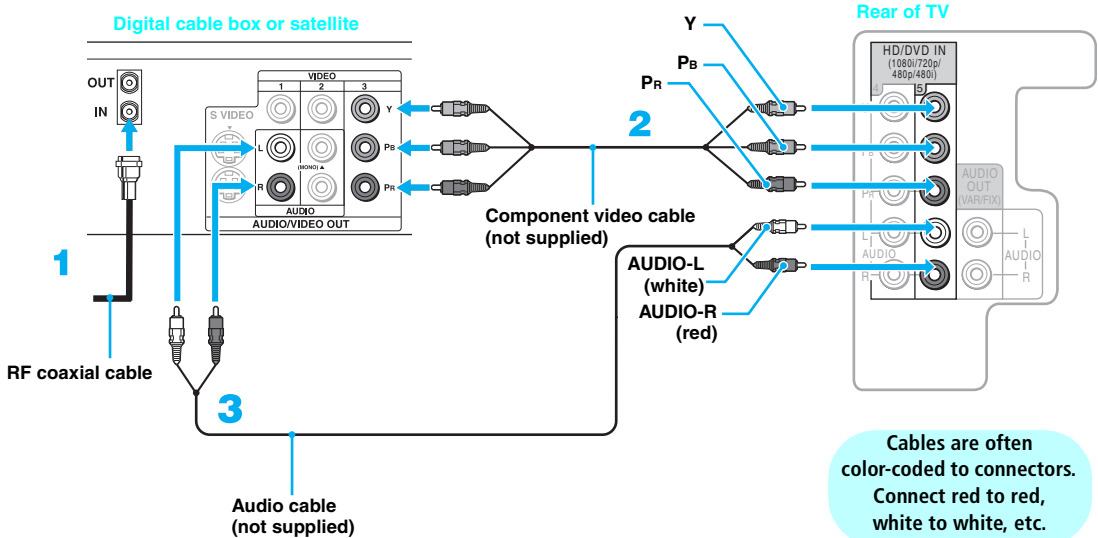 Digital cable box or satellite
OUT
IN
VIDEO
1 2 3
S VIDEO
Y
L
PB
(MONO)
R
PR
AUDIO
AUDIO/VIDEO OUT
1
RF coaxial cable
3
Audio cable
(not supplied)
2
Component video cable
(not supplied)
Y
PB
PR
AUDIO-L
(white)
AUDIO-R
(red)
Rear of TV
HD/DVD IN
(1080i/720p/
480p/480i)
4 5
PB
PR
L
AUDIO
R
AUDIO
OUT
(VAR/FIX)
L
AUDIO
R
Cables are often
color-coded to connectors.
Connect red to red,
white to white, etc.